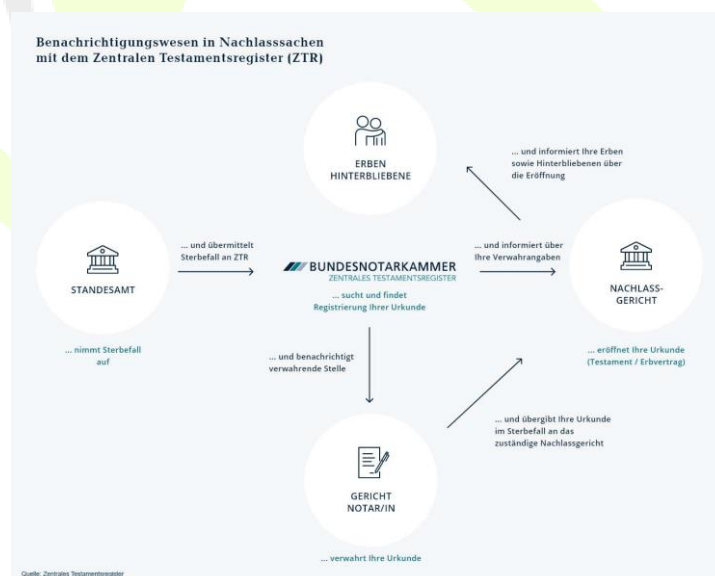 Benachrichtigungswesen in Nachlasssachen
mit dem Zentralen Testamentsregister (ZTR)
ERBEN
HINTERBLIEBENE
... und informiert Ihre Erben
sowie Hinterbliebenen über
die Eröffnung
STANDESAMT
... nimmt Sterbefall
auf
... und übermittelt
Sterbefall an ZTR
BUNDESNOTARKAMMER
ZENTRALES TESTAMENTSREGISTER
... sucht und findet
Registrierung Ihrer Urkunde
... und informiert über
Ihre Verwahrangaben
NACHLASS-
GERICHT
... eröffnet Ihre Urkunde
(Testament / Erbvertrag)
... und benachrichtigt
verwahrende Stelle
... und übergibt Ihre Urkunde
im Sterbefall an das
zuständige Nachlassgericht
GERICHT
NOTAR/IN
... verwahrt Ihre Urkunde
Quelle: Zentrales Testamentsregister